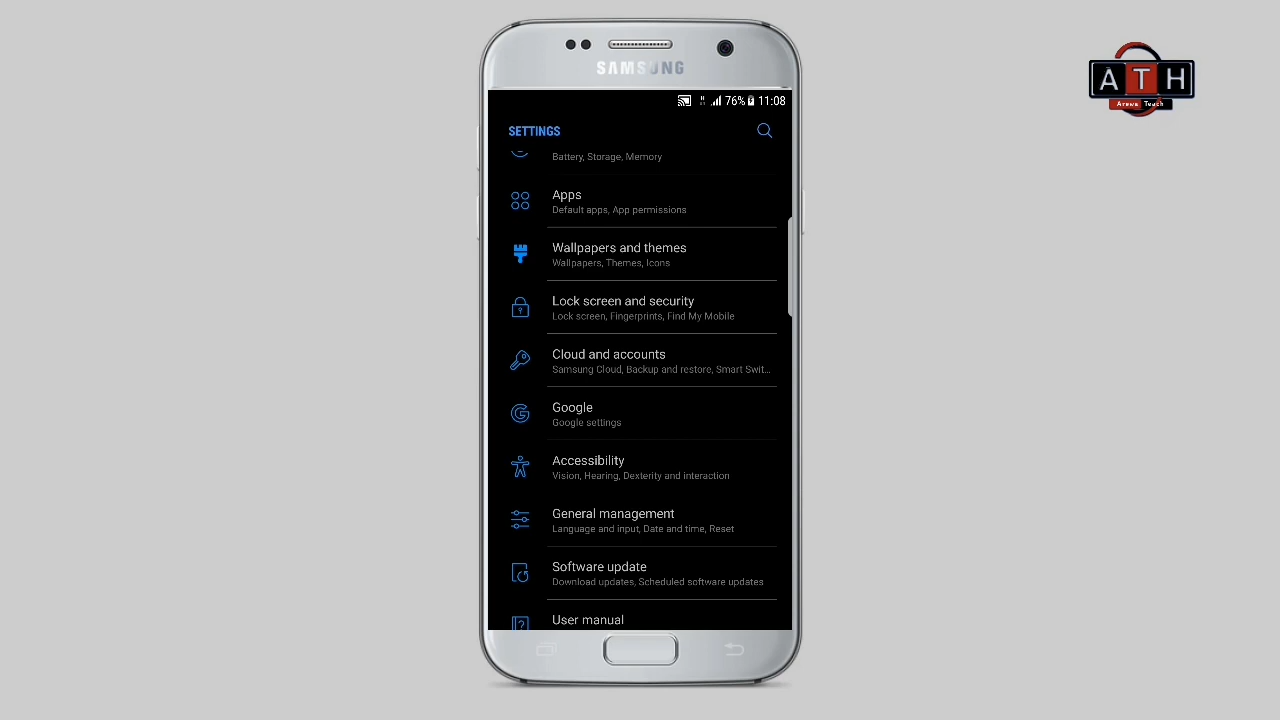 SAMSUNG
76% 11:08
SETTINGS
Battery, Storage, Memory
Apps
Default apps, App permissions
Wallpapers and themes
Wallpapers, Themes, Icons
Lock screen and security
Lock screen, Fingerprints, Find My Mobile
Cloud and accounts
Samsung Cloud, Backup and restore, Smart Swit...
Google
Google settings
Accessibility
Vision, Hearing, Dexterity and interaction
General management
Language and input, Date and time, Reset
Software update
Download updates, Scheduled software updates
User manual
ATH
Arewa Teach